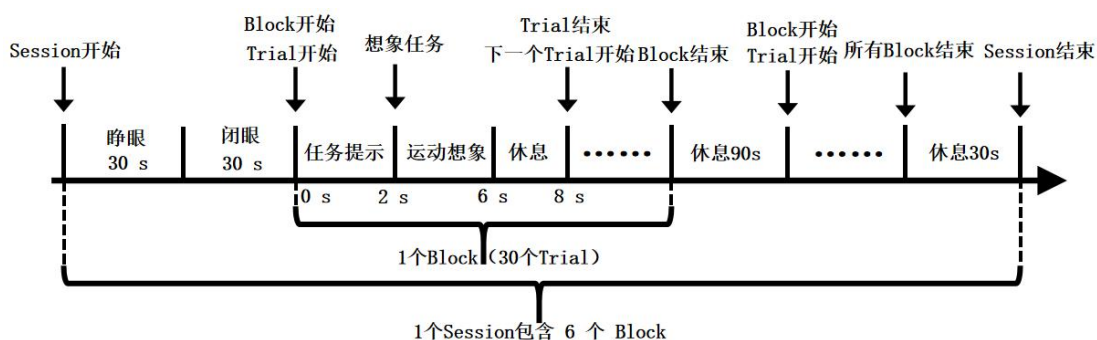 Session开始
Block开始
Trial开始
想象任务
Trial结束
下一个Trial开始
Block结束
Block开始
Trial开始
所有Block结束
Session结束
睁眼
30 s
闭眼
30 s
任务提示
运动想象
休息
······
休息90s
······
休息30s
0 s
2 s
6 s
8 s
1个Block（30个Trial）
1个Session包含 6 个 Block